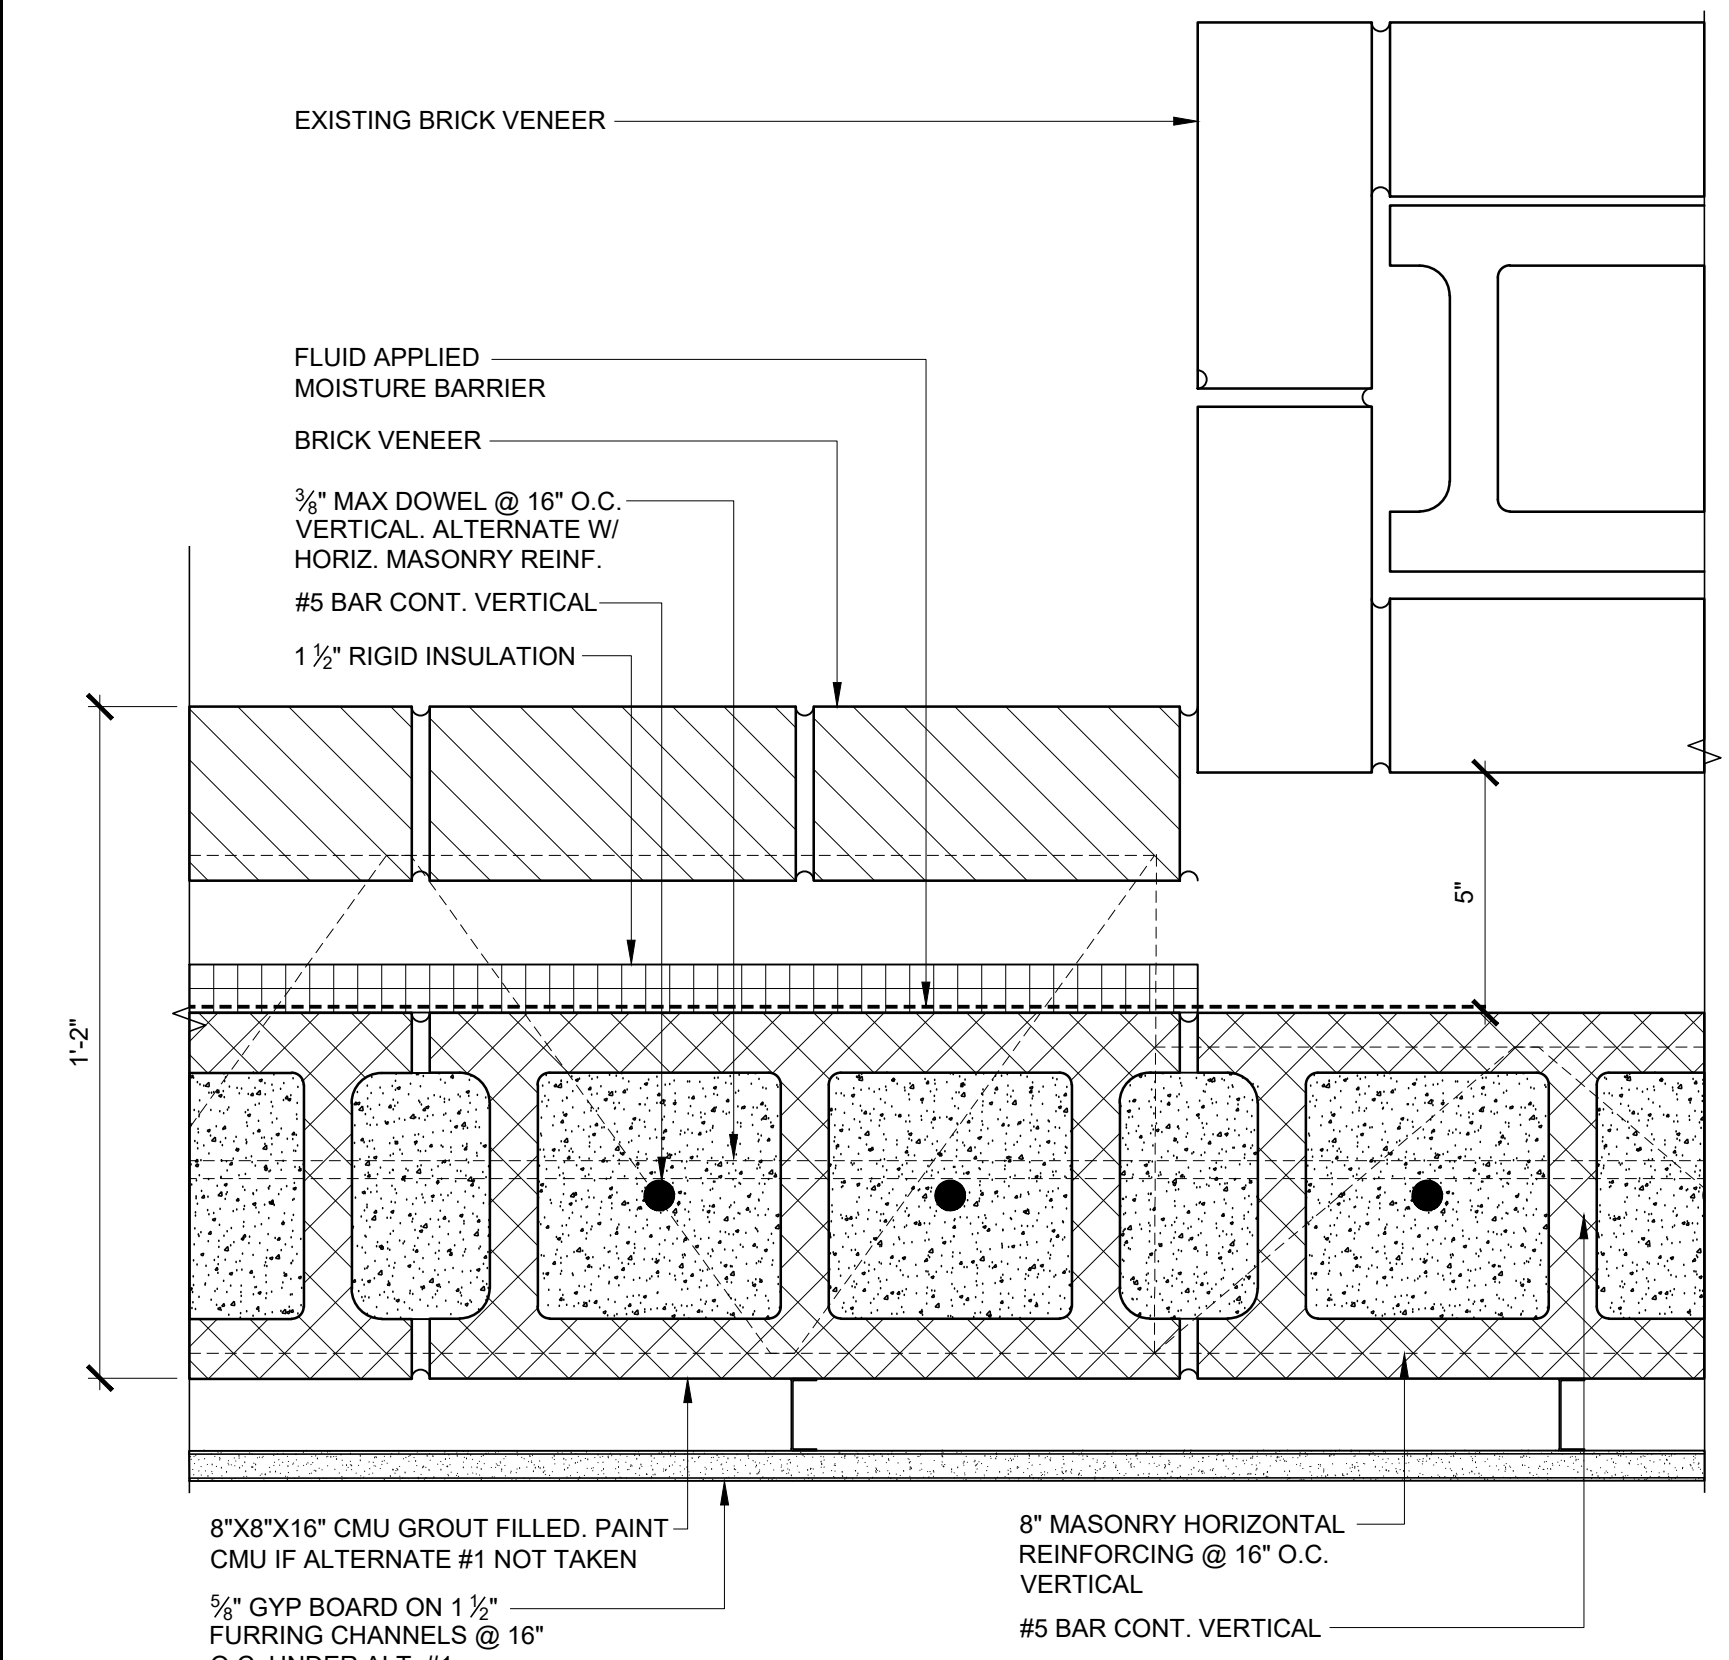 EXISTING BRICK VENEER
FLUID APPLIED
MOISTURE BARRIER
BRICK VENEER
⅜" MAX DOWEL @ 16" O.C.
VERTICAL. ALTERNATE W/
HORIZ. MASONRY REINF.
#5 BAR CONT. VERTICAL
1 ½" RIGID INSULATION
5"
1'-2"
8"X8"X16" CMU GROUT FILLED. PAINT
CMU IF ALTERNATE #1 NOT TAKEN
⅝" GYP BOARD ON 1 ½"
FURRING CHANNELS @ 16"
O.C. UNDER ALT. #1
8" MASONRY HORIZONTAL
REINFORCING @ 16" O.C.
VERTICAL
#5 BAR CONT. VERTICAL